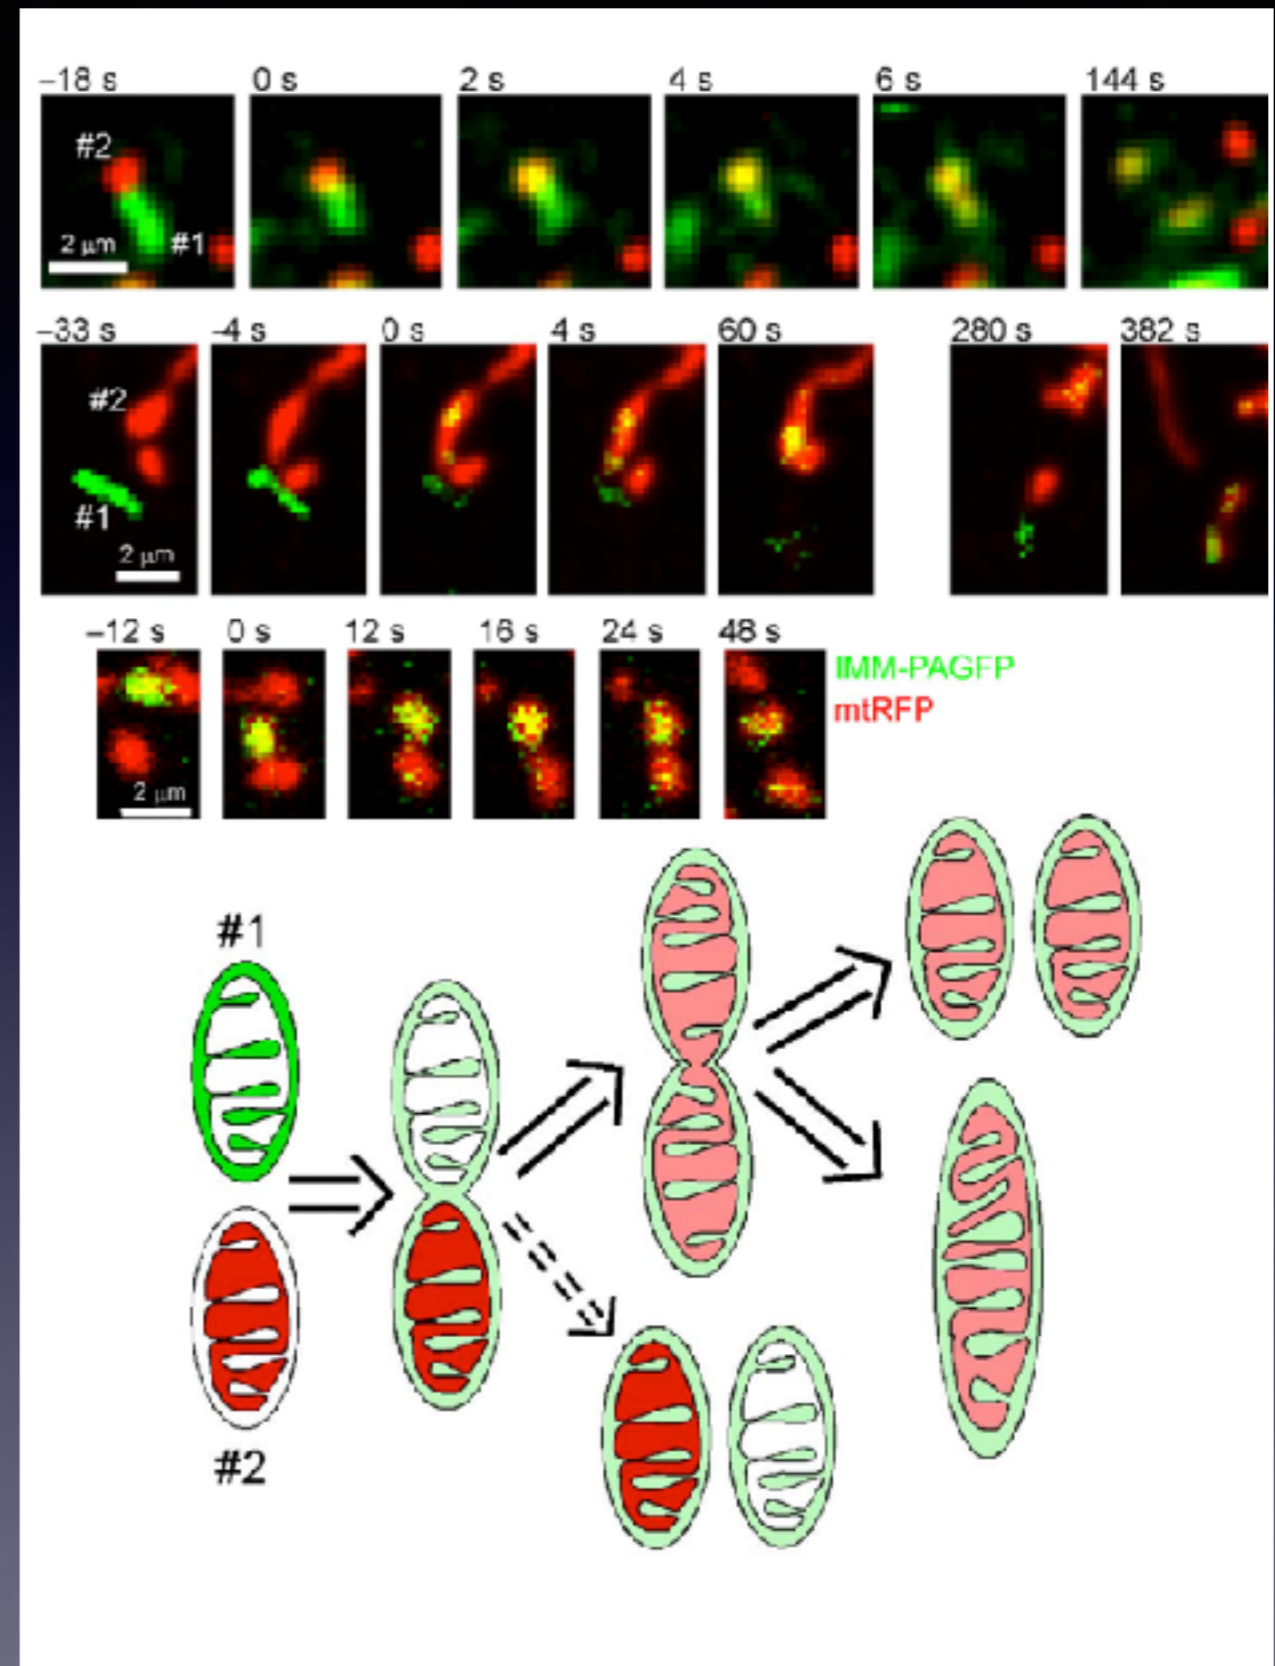 –18 s 0 s 2 s 4 s 6 s 144 s
#2
2 µm #1
–33 s -4 s 0 s 4 s 60 s 280 s 382 s
#2
#1
2 µm
–12 s 0 s 12 s 16 s 24 s 48 s
IMM-PAGFP
mtRFP
2 µm
#1
#2